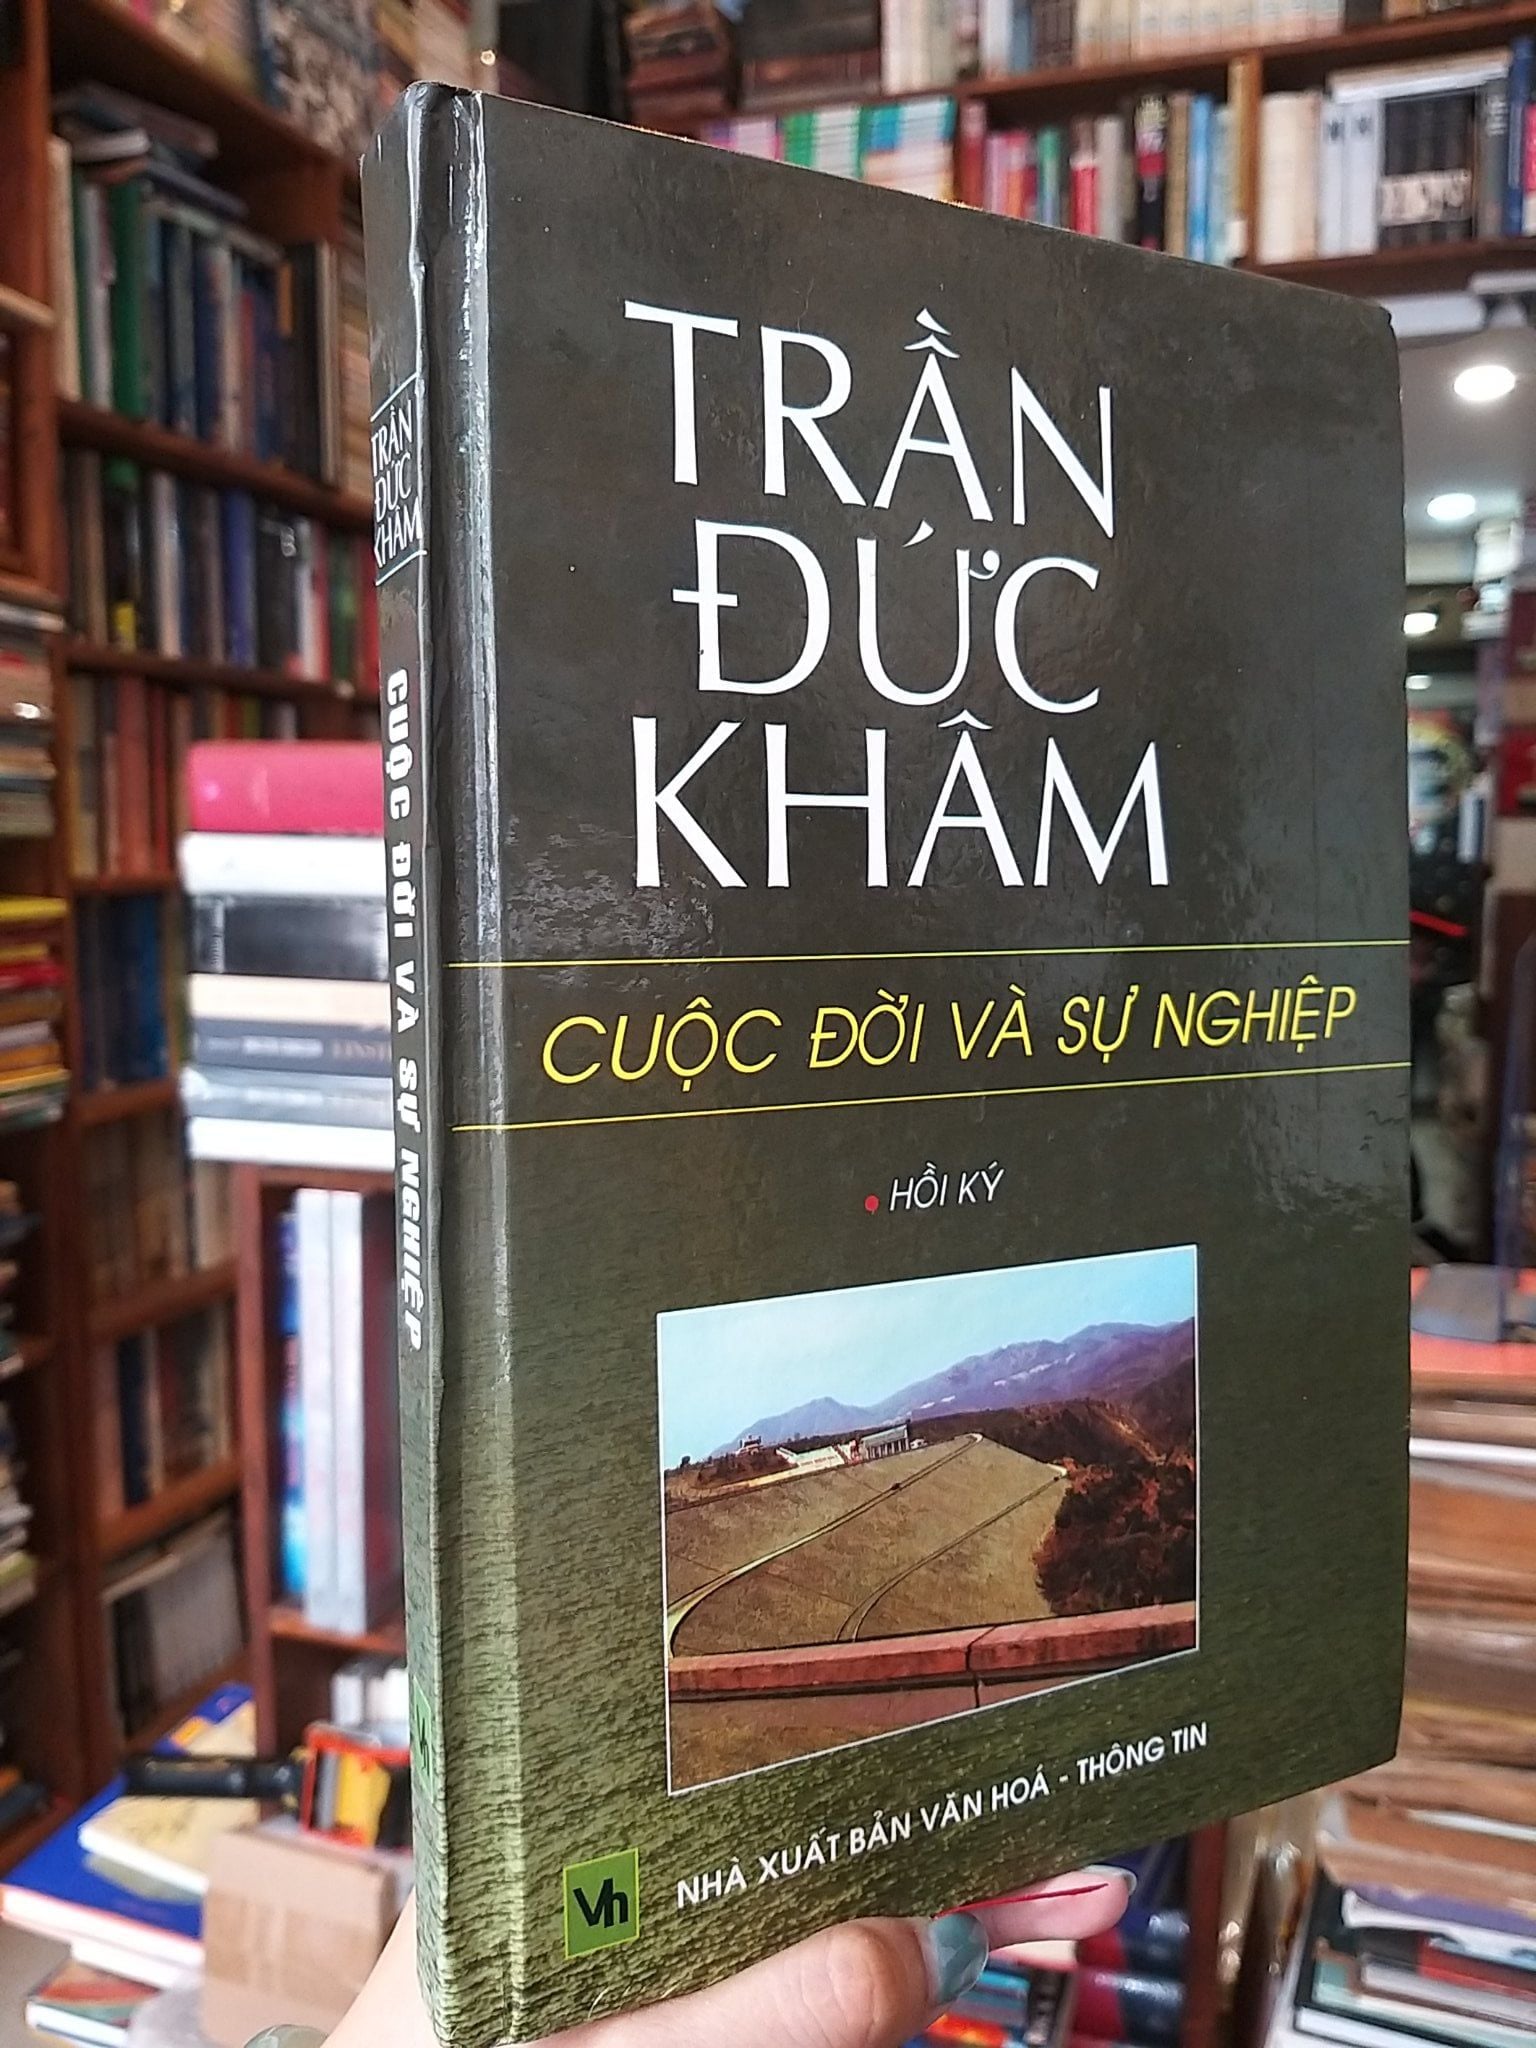 TRẦN
ĐỨC
KHÂM
CUỘC ĐỜI VÀ SỰ NGHIỆP
HỒI KÝ
Vh
NHÀ XUẤT BẢN VĂN HOÁ - THÔNG TIN
TRẦN
ĐỨC
KHÂM
CUỘC ĐỜI VÀ SỰ NGHIỆP
Vh